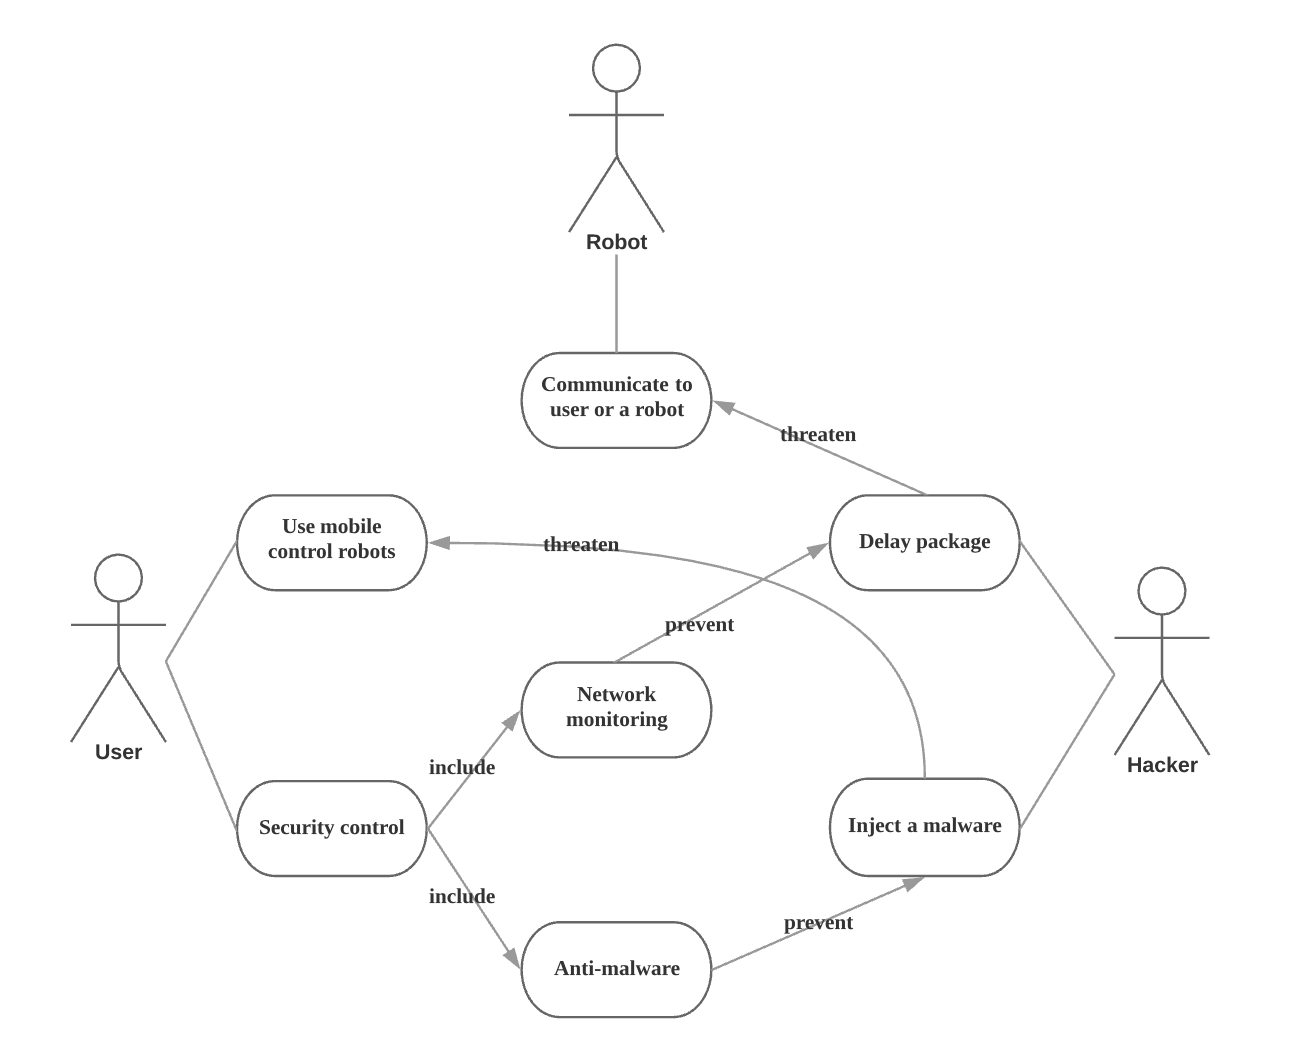 Robot
Communicate to
user or a robot
threaten
Use mobile
control robots
threaten
Delay package
prevent
Network
monitoring
User
Hacker
include
Security control
Inject a malware
include
prevent
Anti-malware